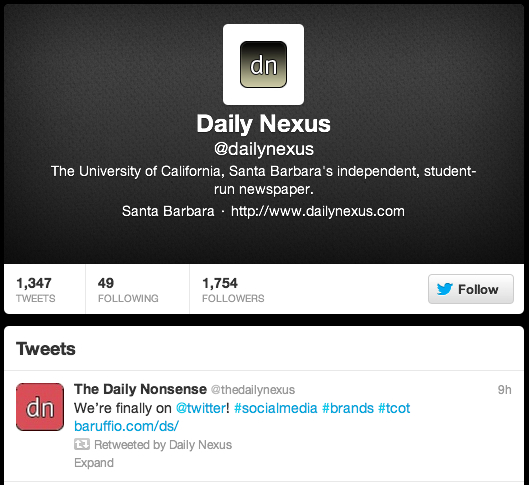 dn
Daily Nexus
@dailynexus
The University of California, Santa Barbara's independent, student-
run newspaper.
Santa Barbara · http://www.dailynexus.com
1,347 49 1,754
TWEETS FOLLOWING FOLLOWERS
Follow
Tweets
dn
The Daily Nonsense @thedailynexus 9h
We're finally on @twitter! #socialmedia #brands #tcot
baruffio.com/ds/
Retweeted by Daily Nexus
Expand